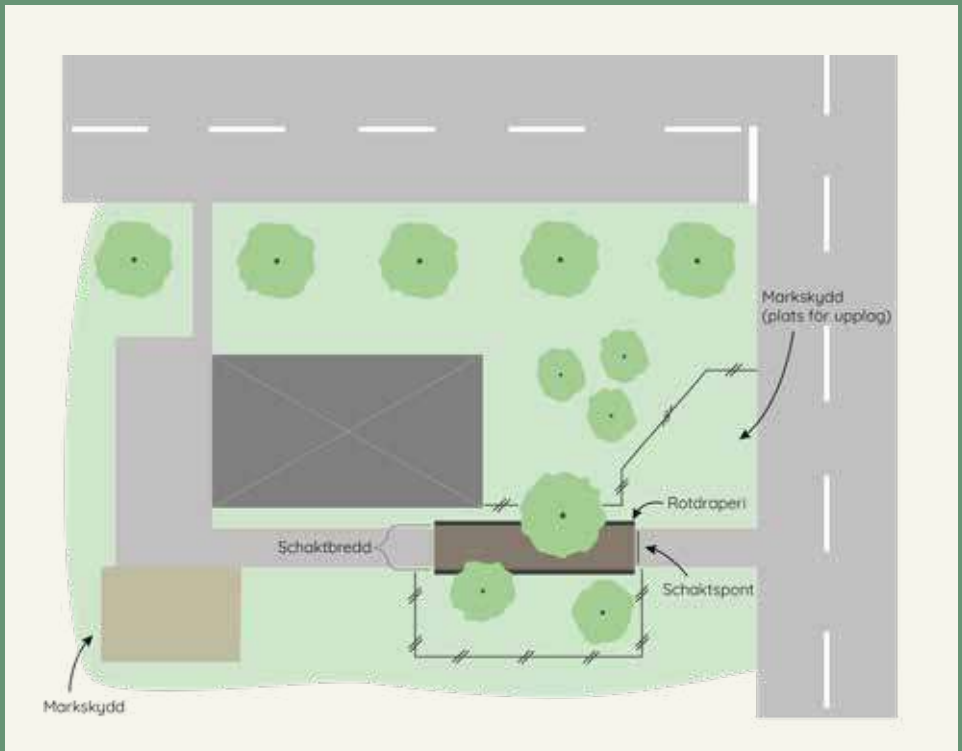 Markskydd
(plats för upplag)
Rotdraperi
Schaktbredd
Schaktspont
Markskydd